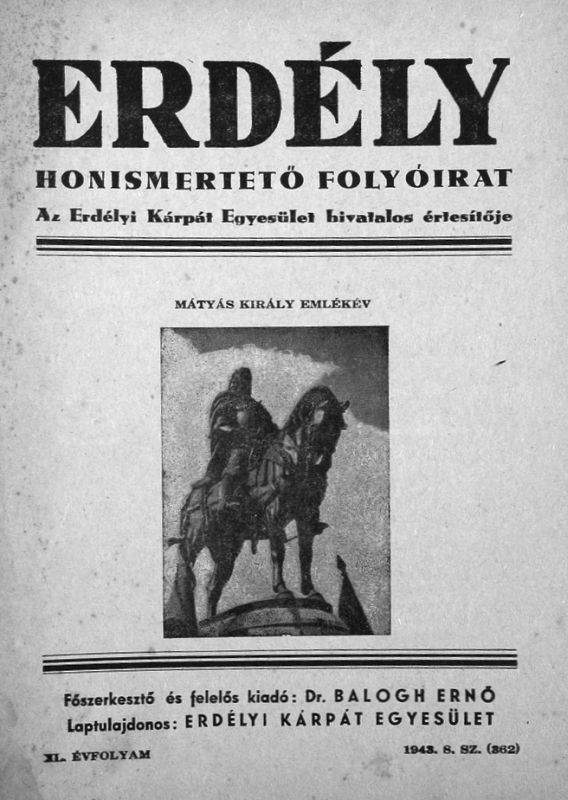 ERDÉLY
HONISMERTETŐ FOLYÓIRAT
Az Erdélyi Kárpát Egyesület hivatalos értesítője
MÁTYÁS KIRÁLY EMLÉKÉV
Főszerkesztő és felelős kiadó: Dr. BALOGH ERNŐ
Laptulajdonos: ERDÉLYI KÁRPÁT EGYESÜLET
XL. ÉVFOLYAM
1943. 8. SZ. (362)